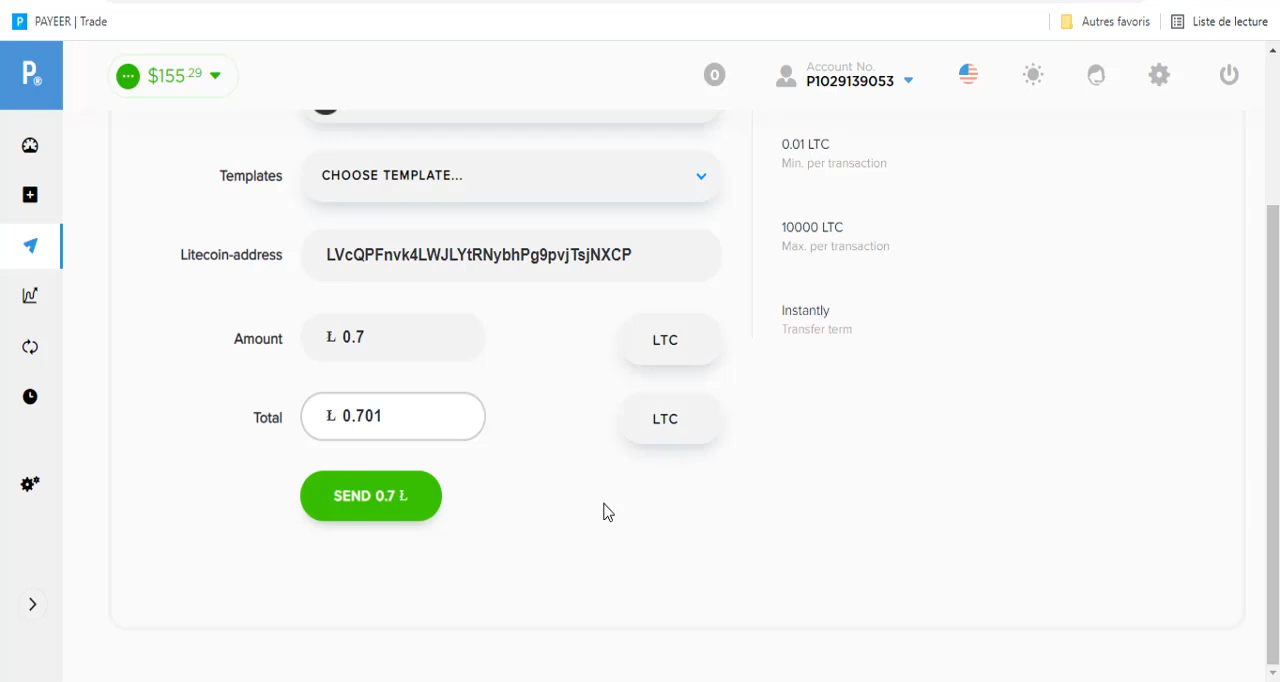 P PAYEER | Trade
Autres favoris
Liste de lecture
P®
$155.29
0
Account No.
P1029139053
0.01 LTC
Min. per transaction
Templates
CHOOSE TEMPLATE...
10000 LTC
Max. per transaction
Litecoin-address
LVcQPFnvk4LWJLYtRNybhPg9pvjTsjNXCP
Instantly
Transfer term
Amount
Ł 0.7
LTC
Total
Ł 0.701
LTC
SEND 0.7 Ł